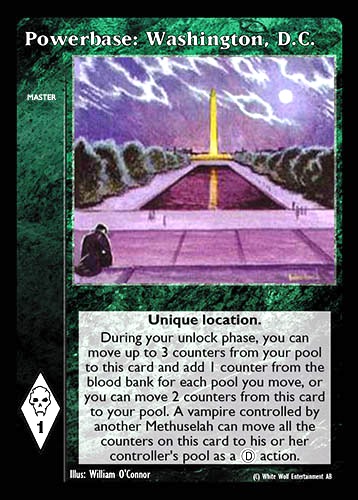 Powerbase: Washington, D.C.
MASTER
Unique location.
During your unlock phase, you can
move up to 3 counters from your pool
to this card and add 1 counter from the
blood bank for each pool you move, or
you can move 2 counters from this card
to your pool. A vampire controlled by
another Methuselah can move all the
counters on this card to his or her
controller's pool as a Ⓓ action.
1
Illus: William O'Connor
(C) White Wolf Entertainment AB